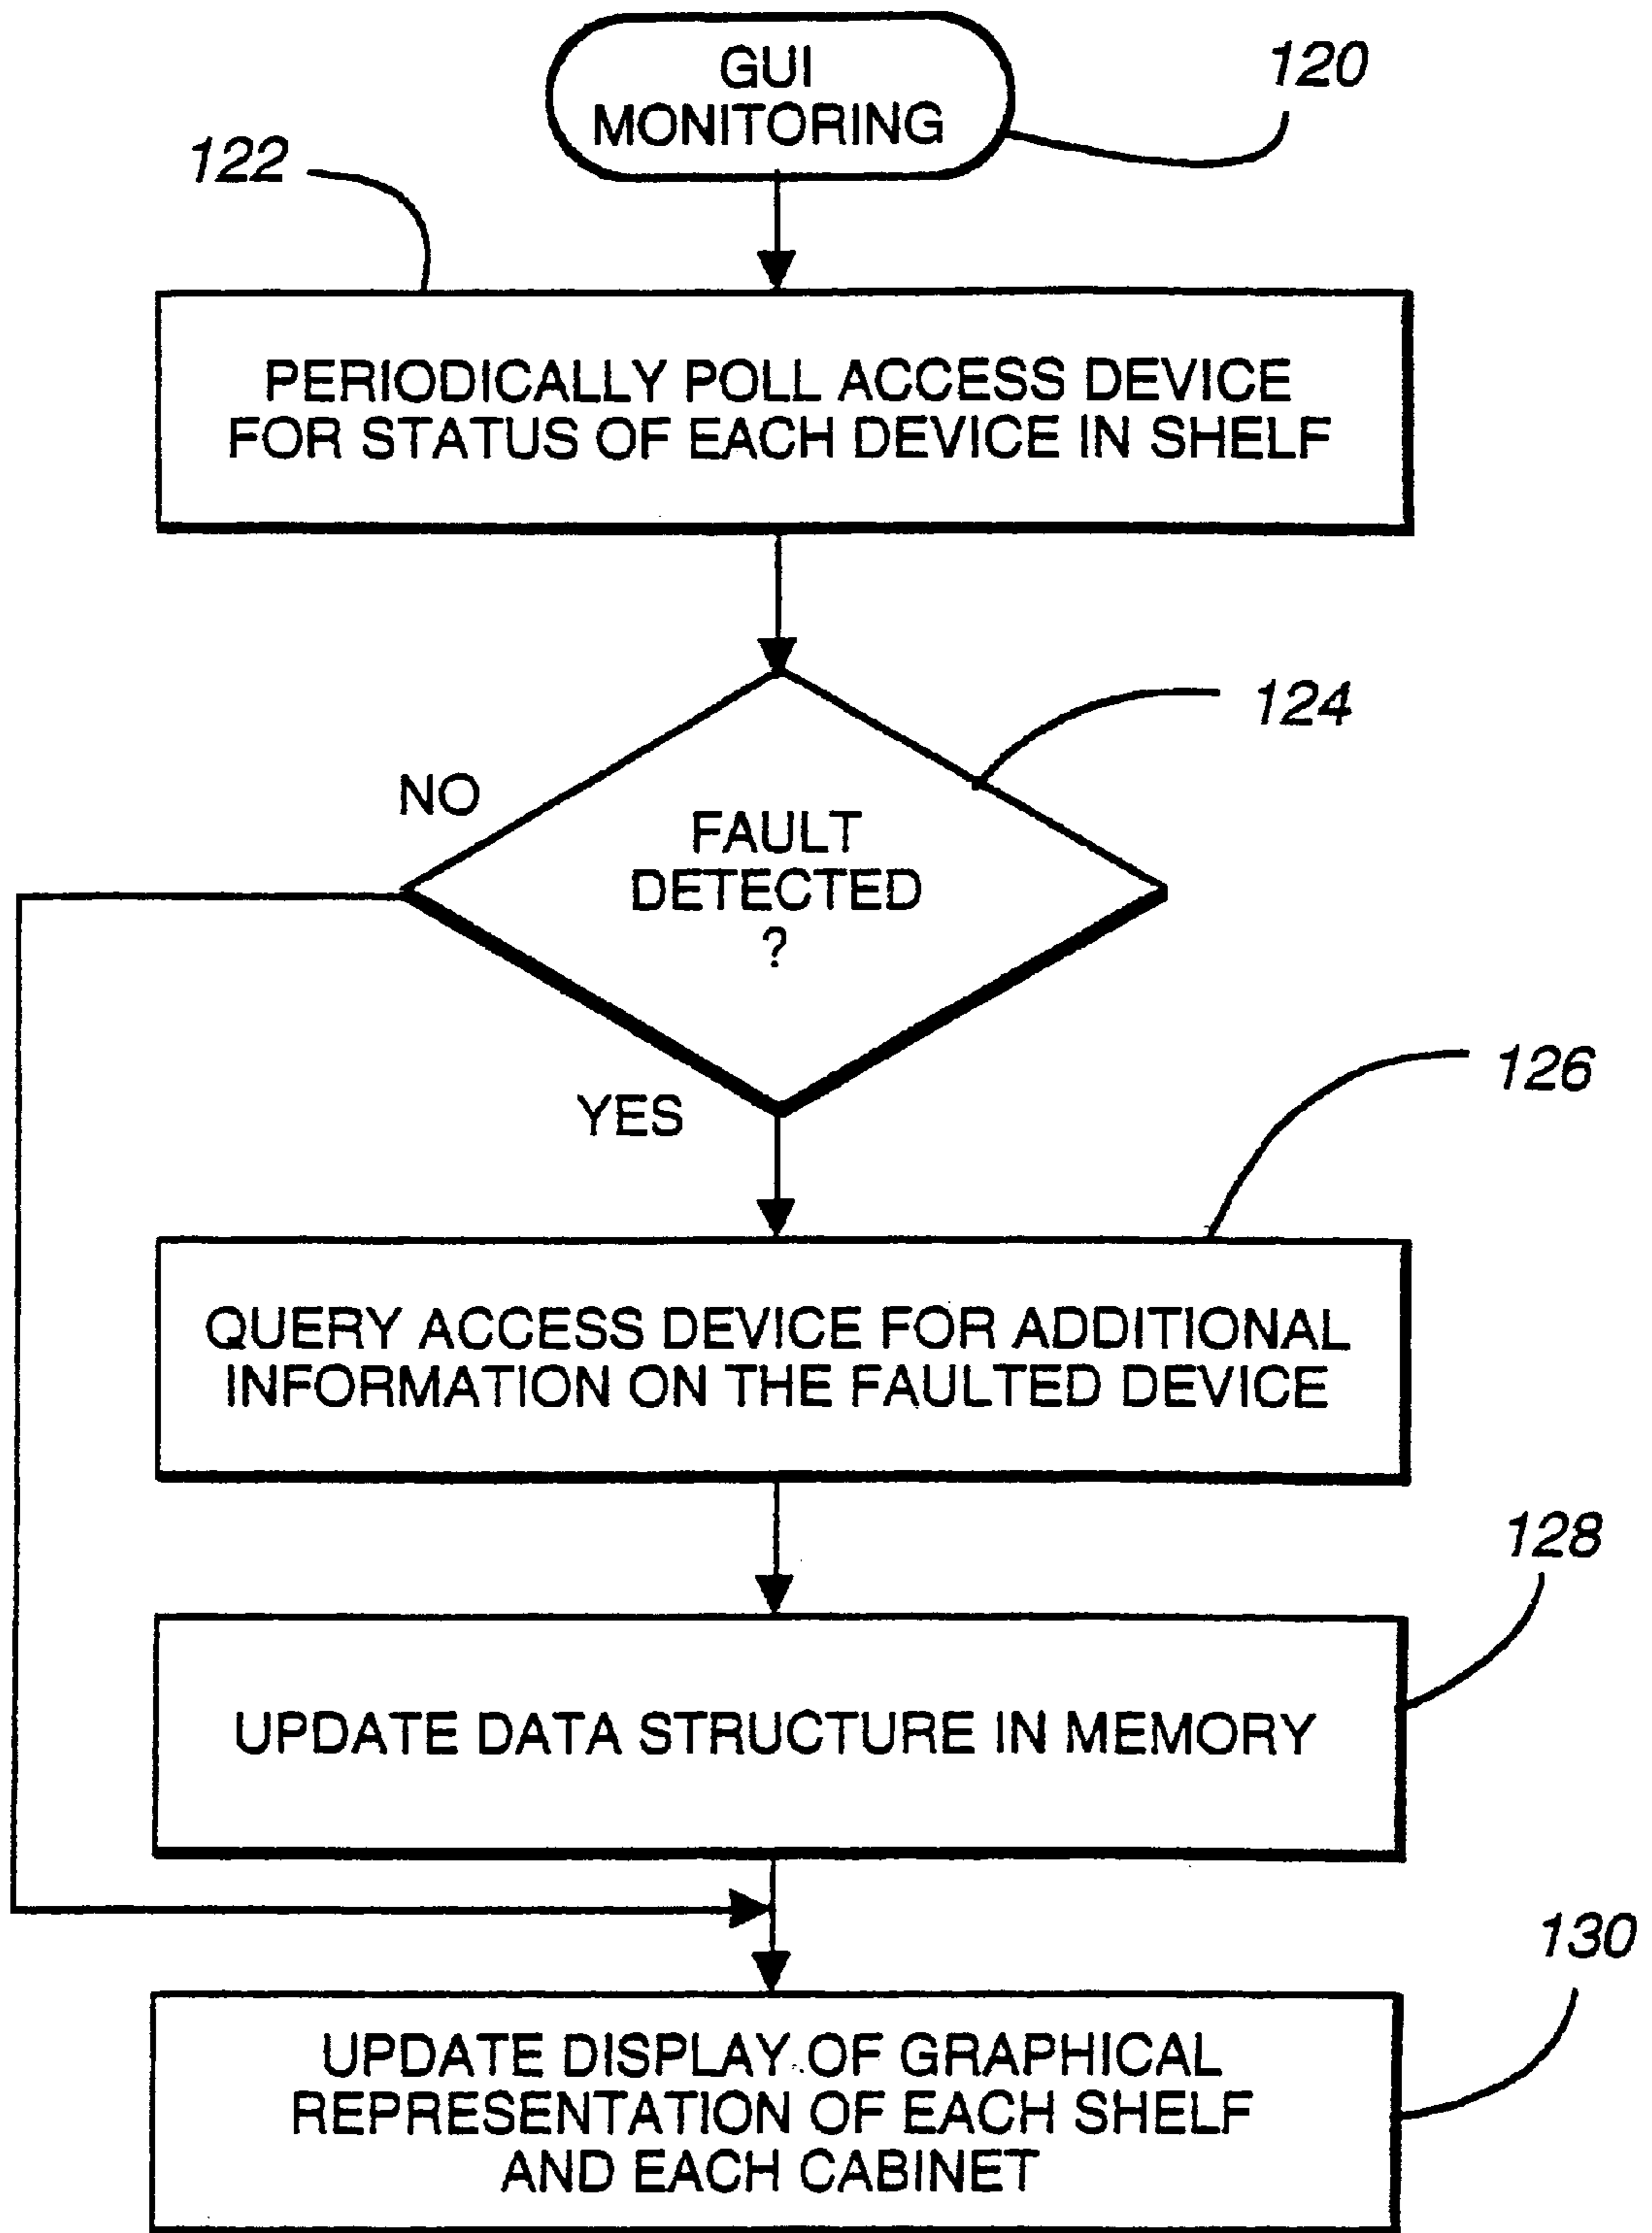 GUI
MONITORING
120
122
PERIODICALLY POLL ACCESS DEVICE
FOR STATUS OF EACH DEVICE IN SHELF
124
NO
FAULT
DETECTED
?
YES
126
QUERY ACCESS DEVICE FOR ADDITIONAL
INFORMATION ON THE FAULTED DEVICE
128
UPDATE DATA STRUCTURE IN MEMORY
130
UPDATE DISPLAY OF GRAPHICAL
REPRESENTATION OF EACH SHELF
AND EACH CABINET